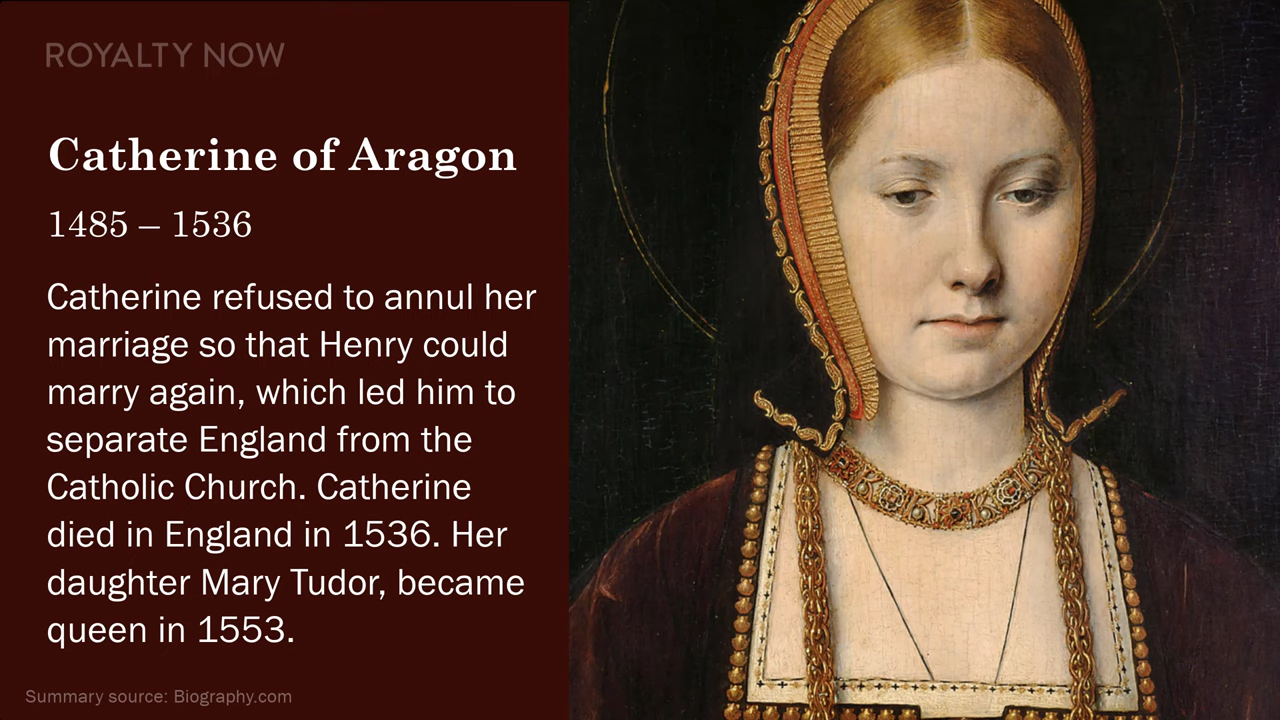 ROYALTY NOW
Catherine of Aragon
1485 – 1536
Catherine refused to annul her
marriage so that Henry could
marry again, which led him to
separate England from the
Catholic Church. Catherine
died in England in 1536. Her
daughter Mary Tudor, became
queen in 1553.
Summary source: Biography.com